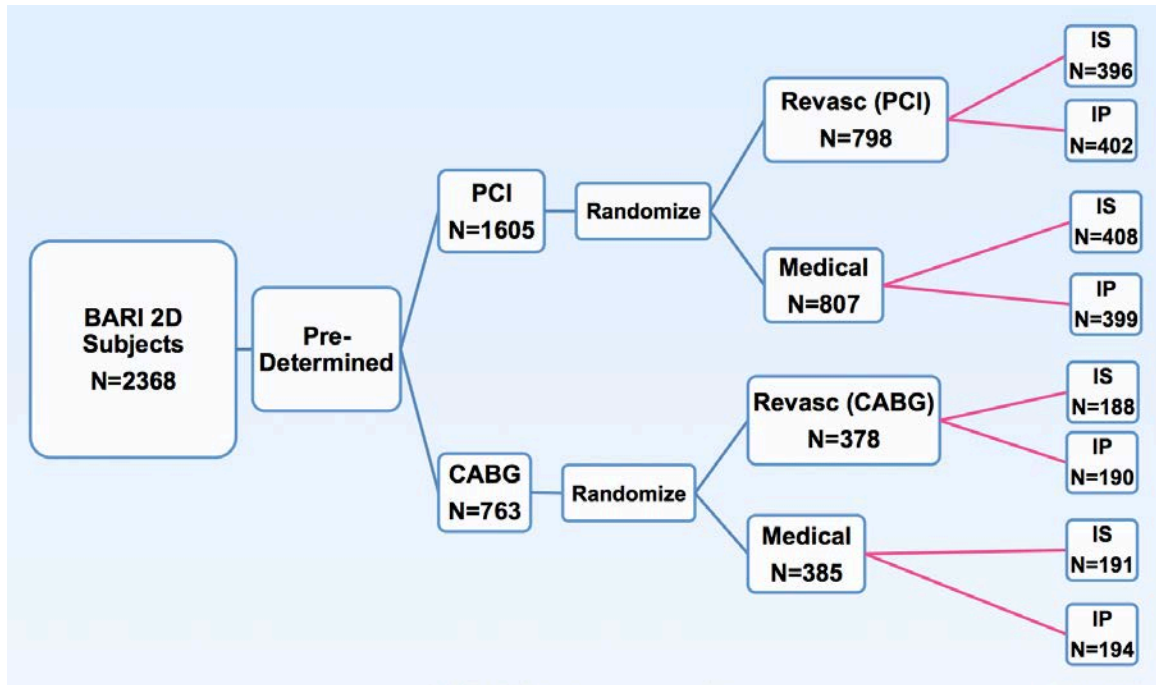 BARI 2D
Subjects
N=2368
Pre-
Determined
PCI
N=1605
Randomize
Revasc (PCI)
N=798
IS
N=396
IP
N=402
Medical
N=807
IS
N=408
IP
N=399
CABG
N=763
Randomize
Revasc (CABG)
N=378
IS
N=188
IP
N=190
Medical
N=385
IS
N=191
IP
N=194